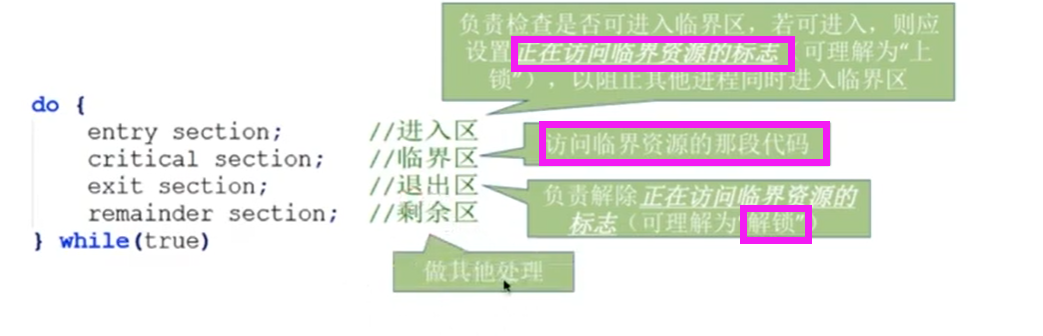 负责检查是否可进入临界区，若可进入，则应
设置正在访问临界资源的标志（可理解为“上
锁”），以阻止其他进程同时进入临界区
do {
entry section; //进入区
critical section; //临界区
exit section; //退出区
remainder section; //剩余区
} while(true)
访问临界资源的那段代码
负责解除正在访问临界资源的
标志（可理解为“解锁”）
做其他处理